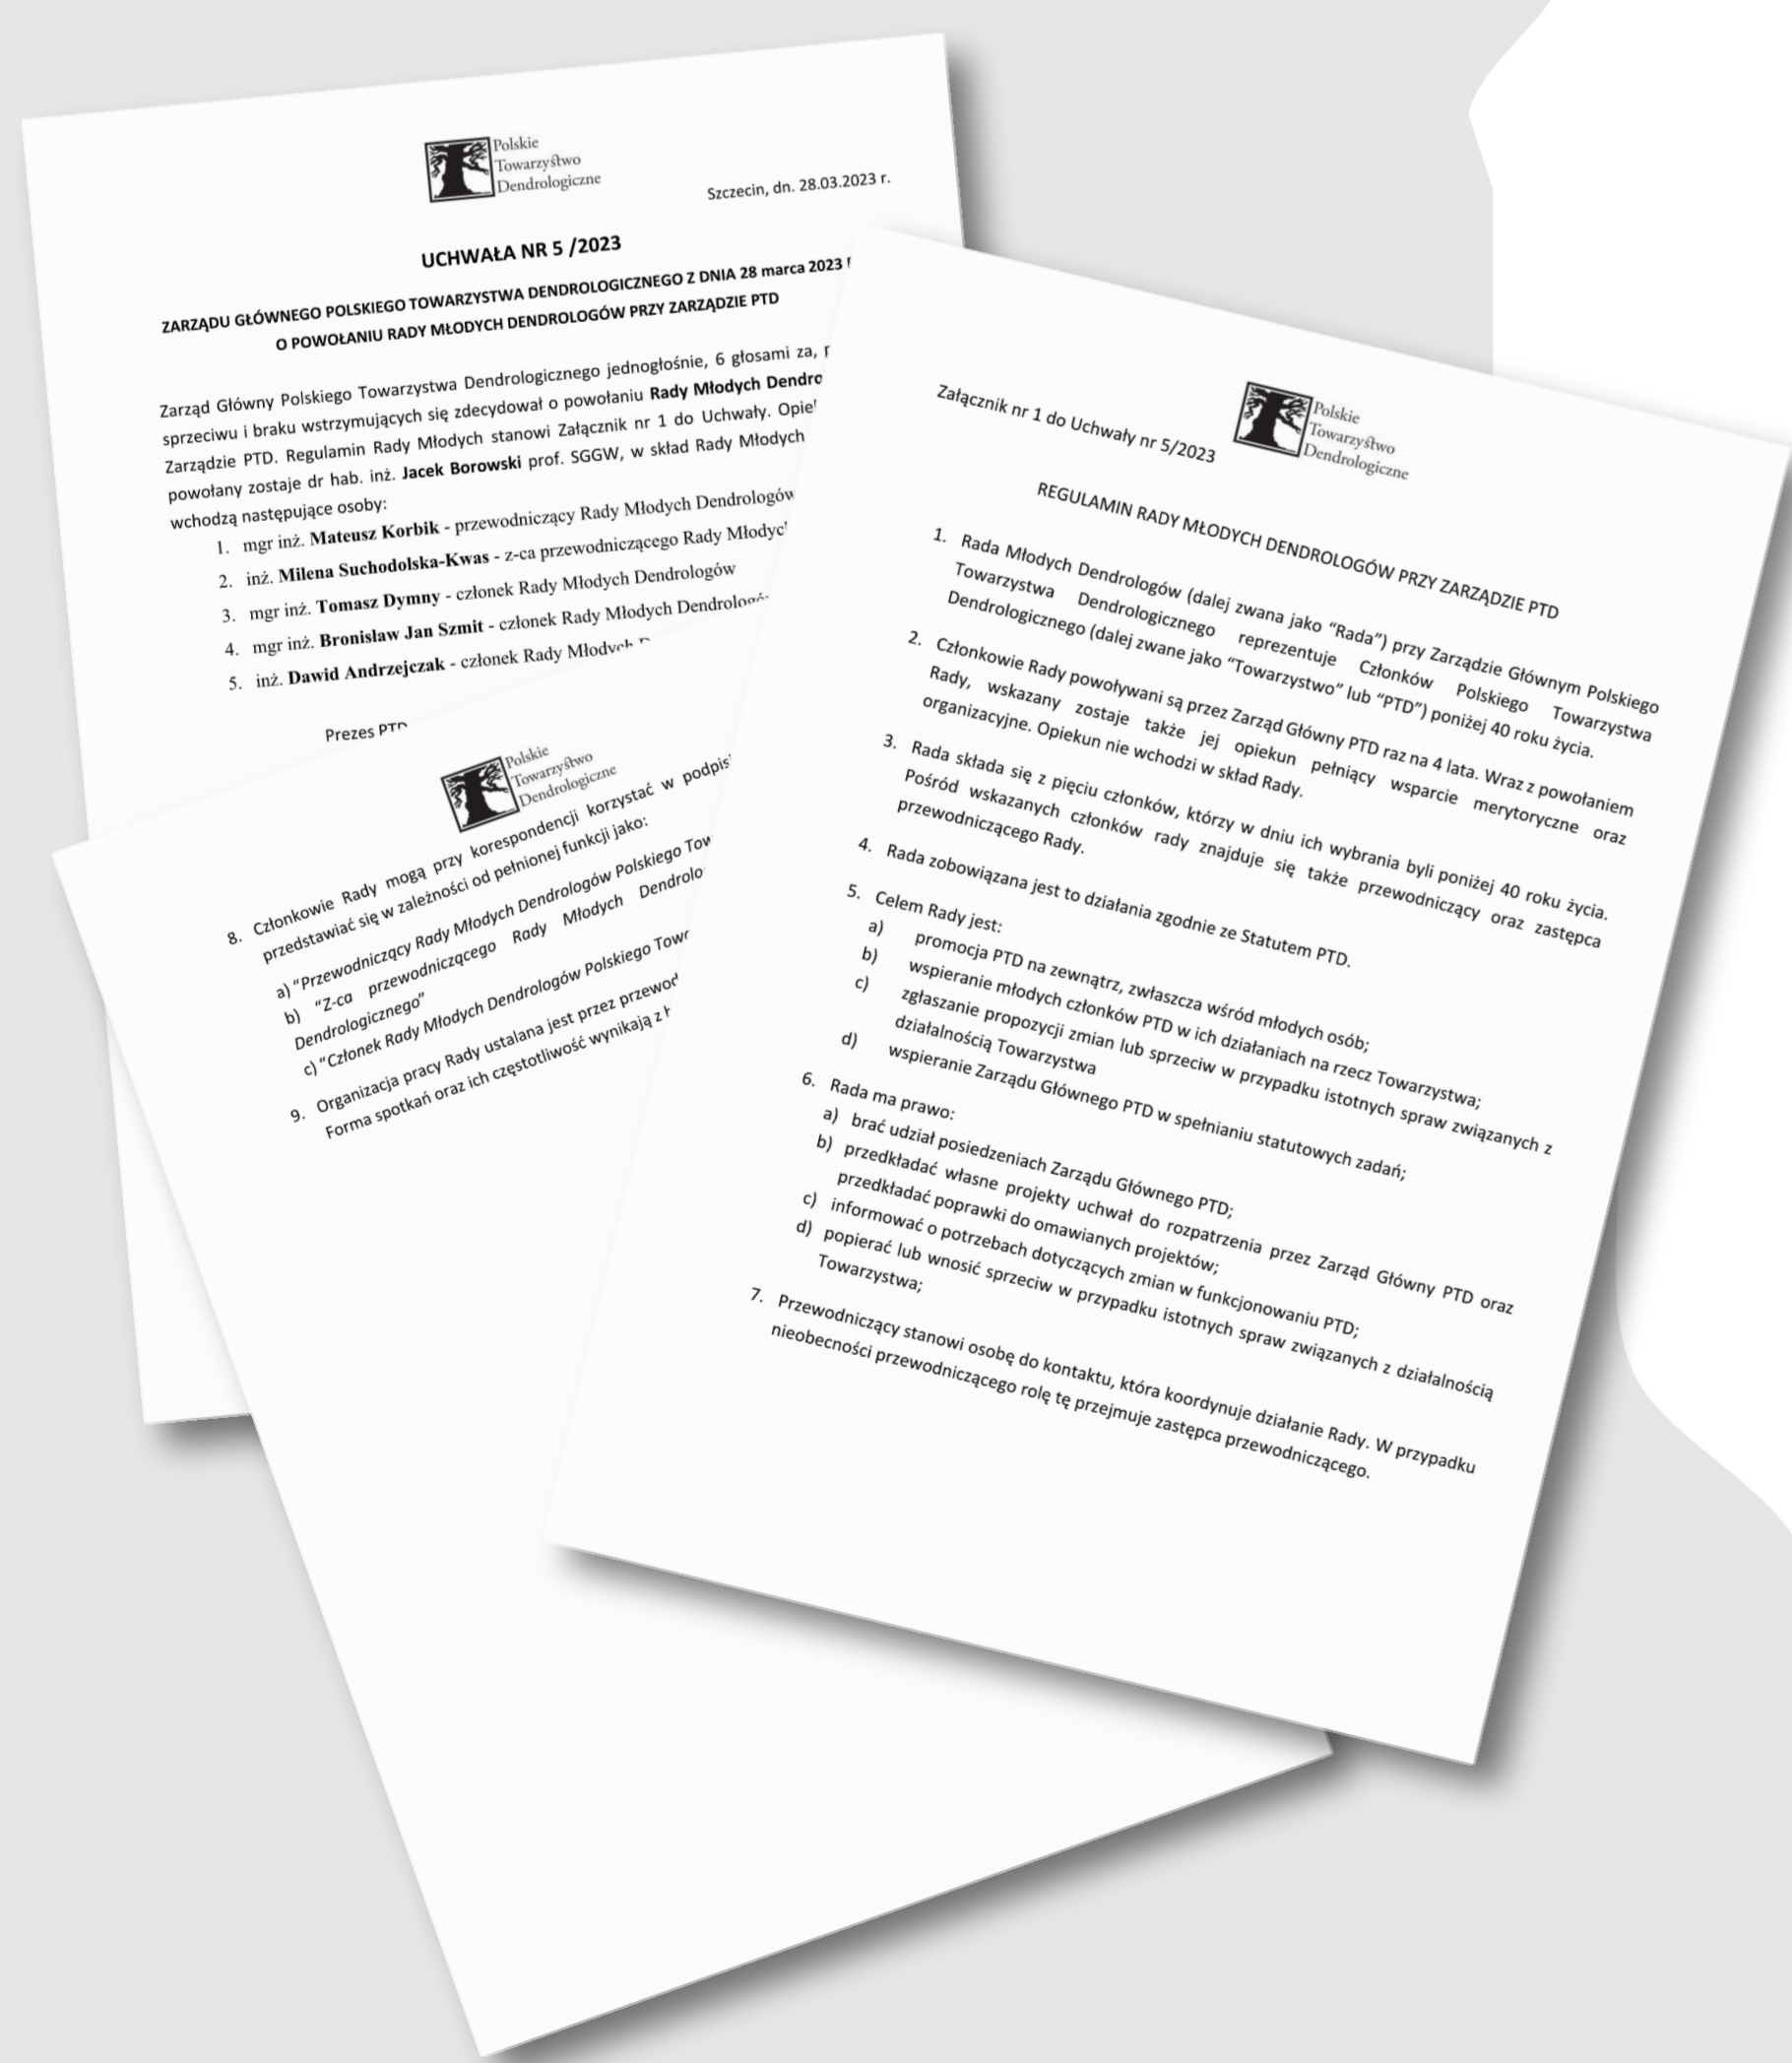 Polskie
Towarzystwo
Dendrologiczne
Szczecin, dn. 28.03.2023 r.
UCHWAŁA NR 5 /2023
ZARZĄDU GŁÓWNEGO POLSKIEGO TOWARZYSTWA DENDROLOGICZNEGO Z DNIA 28 marca 2023
O POWOŁANIU RADY MŁODYCH DENDROLOGÓW PRZY ZARZĄDZIE PTD
Zarząd Główny Polskiego Towarzystwa Dendrologicznego jednogłośnie, 6 głosami za,
sprzeciwu i braku wstrzymujących się zdecydował o powołaniu Rady Młodych Dendro
Zarządzie PTD. Regulamin Rady Młodych stanowi Załącznik nr 1 do Uchwały. Opie
powołany zostaje dr hab. inż. Jacek Borowski prof. SGGW, w skład Rady Młodych
wchodzą następujące osoby:
1. mgr inż. Mateusz Korbik - przewodniczący Rady Młodych Dendrologów
2. inż. Milena Suchodolska-Kwas - z-ca przewodniczącego Rady Młodych
3. mgr inż. Tomasz Dymny - członek Rady Młodych Dendrologów
4. mgr inż. Bronisław Jan Szmit - członek Rady Młodych Dendrologów
5. inż. Dawid Andrzejczak - członek Rady Młodych
Prezes PTD
Polskie
Towarzystwo
Dendrologiczne
8. Członkowie Rady mogą przy korespondencji korzystać w podpis
przedstawiać się w zależności od pełnionej funkcji jako:
a) “Przewodniczący Rady Młodych Dendrologów Polskiego Tow
b) “Z-ca przewodniczącego Rady Młodych Dendrolo
Dendrologicznego”
c) “Członek Rady Młodych Dendrologów Polskiego Towa
9. Organizacja pracy Rady ustalana jest przez przewod
Forma spotkań oraz ich częstotliwość wynikają z
Załącznik nr 1 do Uchwały nr 5/2023
Polskie
Towarzystwo
Dendrologiczne
REGULAMIN RADY MŁODYCH DENDROLOGÓW PRZY ZARZĄDZIE PTD
1. Rada Młodych Dendrologów (dalej zwana jako “Rada”) przy Zarządzie Głównym Polskiego
Towarzystwa Dendrologicznego reprezentuje Członków Polskiego Towarzystwa
Dendrologicznego (dalej zwane jako “Towarzystwo” lub “PTD”) poniżej 40 roku życia.
2. Członkowie Rady powoływani są przez Zarząd Główny PTD raz na 4 lata. Wraz z powołaniem
Rady, wskazany zostaje także jej opiekun pełniący wsparcie merytoryczne oraz
organizacyjne. Opiekun nie wchodzi w skład Rady.
3. Rada składa się z pięciu członków, którzy w dniu ich wybrania byli poniżej 40 roku życia.
Pośród wskazanych członków rady znajduje się także przewodniczący oraz zastępca
przewodniczącego Rady.
4. Rada zobowiązana jest to działania zgodnie ze Statutem PTD.
5. Celem Rady jest:
a) promocja PTD na zewnątrz, zwłaszcza wśród młodych osób;
b) wspieranie młodych członków PTD w ich działaniach na rzecz Towarzystwa;
c) zgłaszanie propozycji zmian lub sprzeciw w przypadku istotnych spraw związanych z
działalnością Towarzystwa
d) wspieranie Zarządu Głównego PTD w spełnianiu statutowych zadań;
6. Rada ma prawo:
a) brać udział posiedzeniach Zarządu Głównego PTD;
b) przedkładać własne projekty uchwał do rozpatrzenia przez Zarząd Główny PTD oraz
przedkładać poprawki do omawianych projektów;
c) informować o potrzebach dotyczących zmian w funkcjonowaniu PTD;
d) popierać lub wnosić sprzeciw w przypadku istotnych spraw związanych z działalnością
Towarzystwa;
7. Przewodniczący stanowi osobę do kontaktu, która koordynuje działanie Rady. W przypadku
nieobecności przewodniczącego rolę tę przejmuje zastępca przewodniczącego.